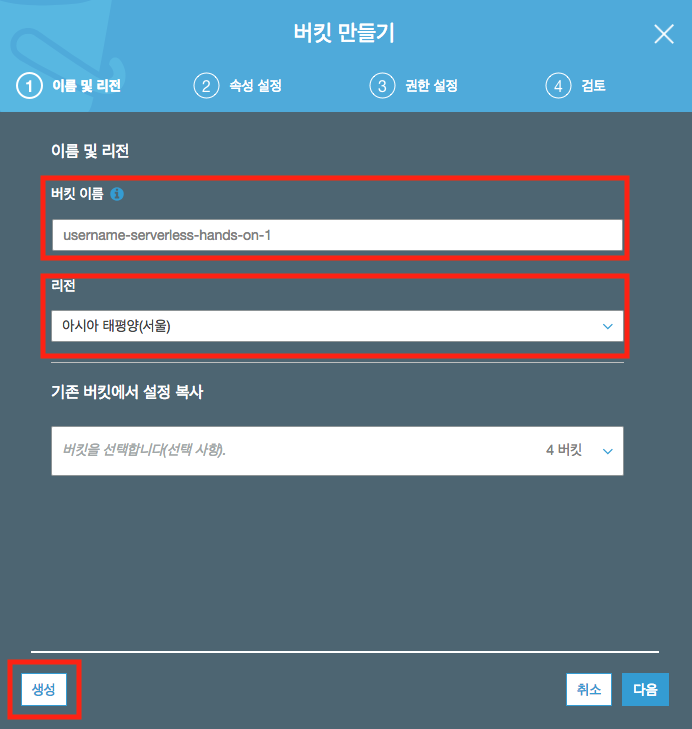 버킷 만들기
1 이름 및 리전 2 속성 설정 3 권한 설정 4 검토
이름 및 리전
버킷 이름
username-serverless-hands-on-1
리전
아시아 태평양(서울)
기존 버킷에서 설정 복사
버킷을 선택합니다(선택 사항). 4 버킷
생성 취소 다음